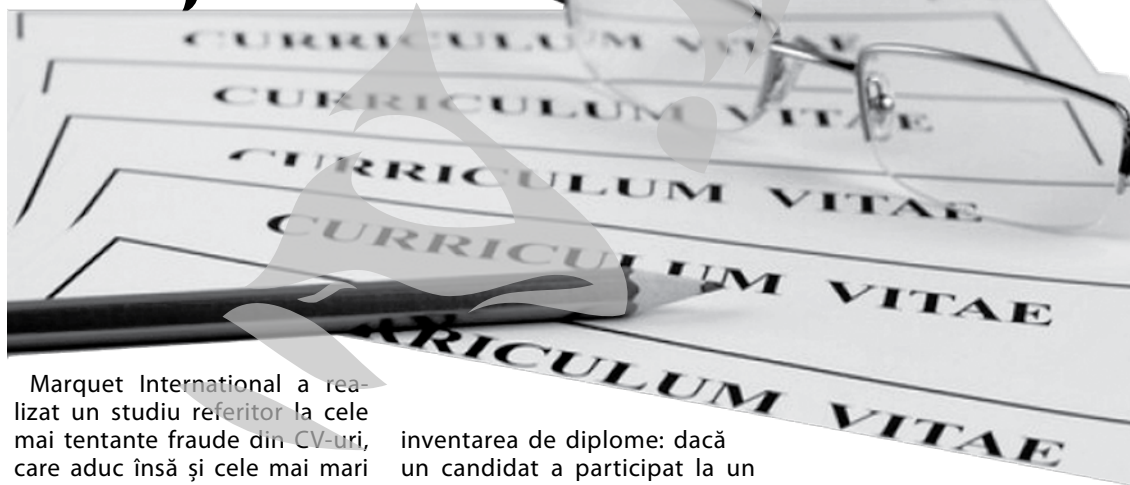 CURRICULUM VITAE
CURRICULUM VITAE
CURRICULUM VITAE
CURRICULUM VITAE
CURRICULUM VITAE
Marquet International a rea-
lizat un studiu referitor la cele
mai tentante fraude din CV-uri,
care aduc însă și cele mai mari
inventarea de diplome: dacă
un candidat a participat la un